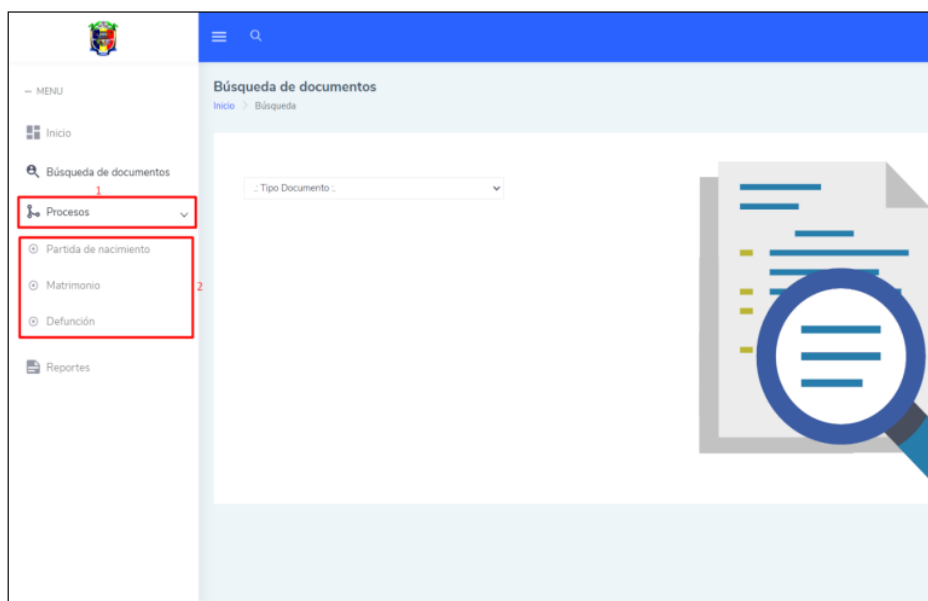 — MENU
Inicio
Búsqueda de documentos
1
Procesos
Partida de nacimiento
Matrimonio
2
Defunción
Reportes
Búsqueda de documentos
Inicio > Búsqueda
.: Tipo Documento :.